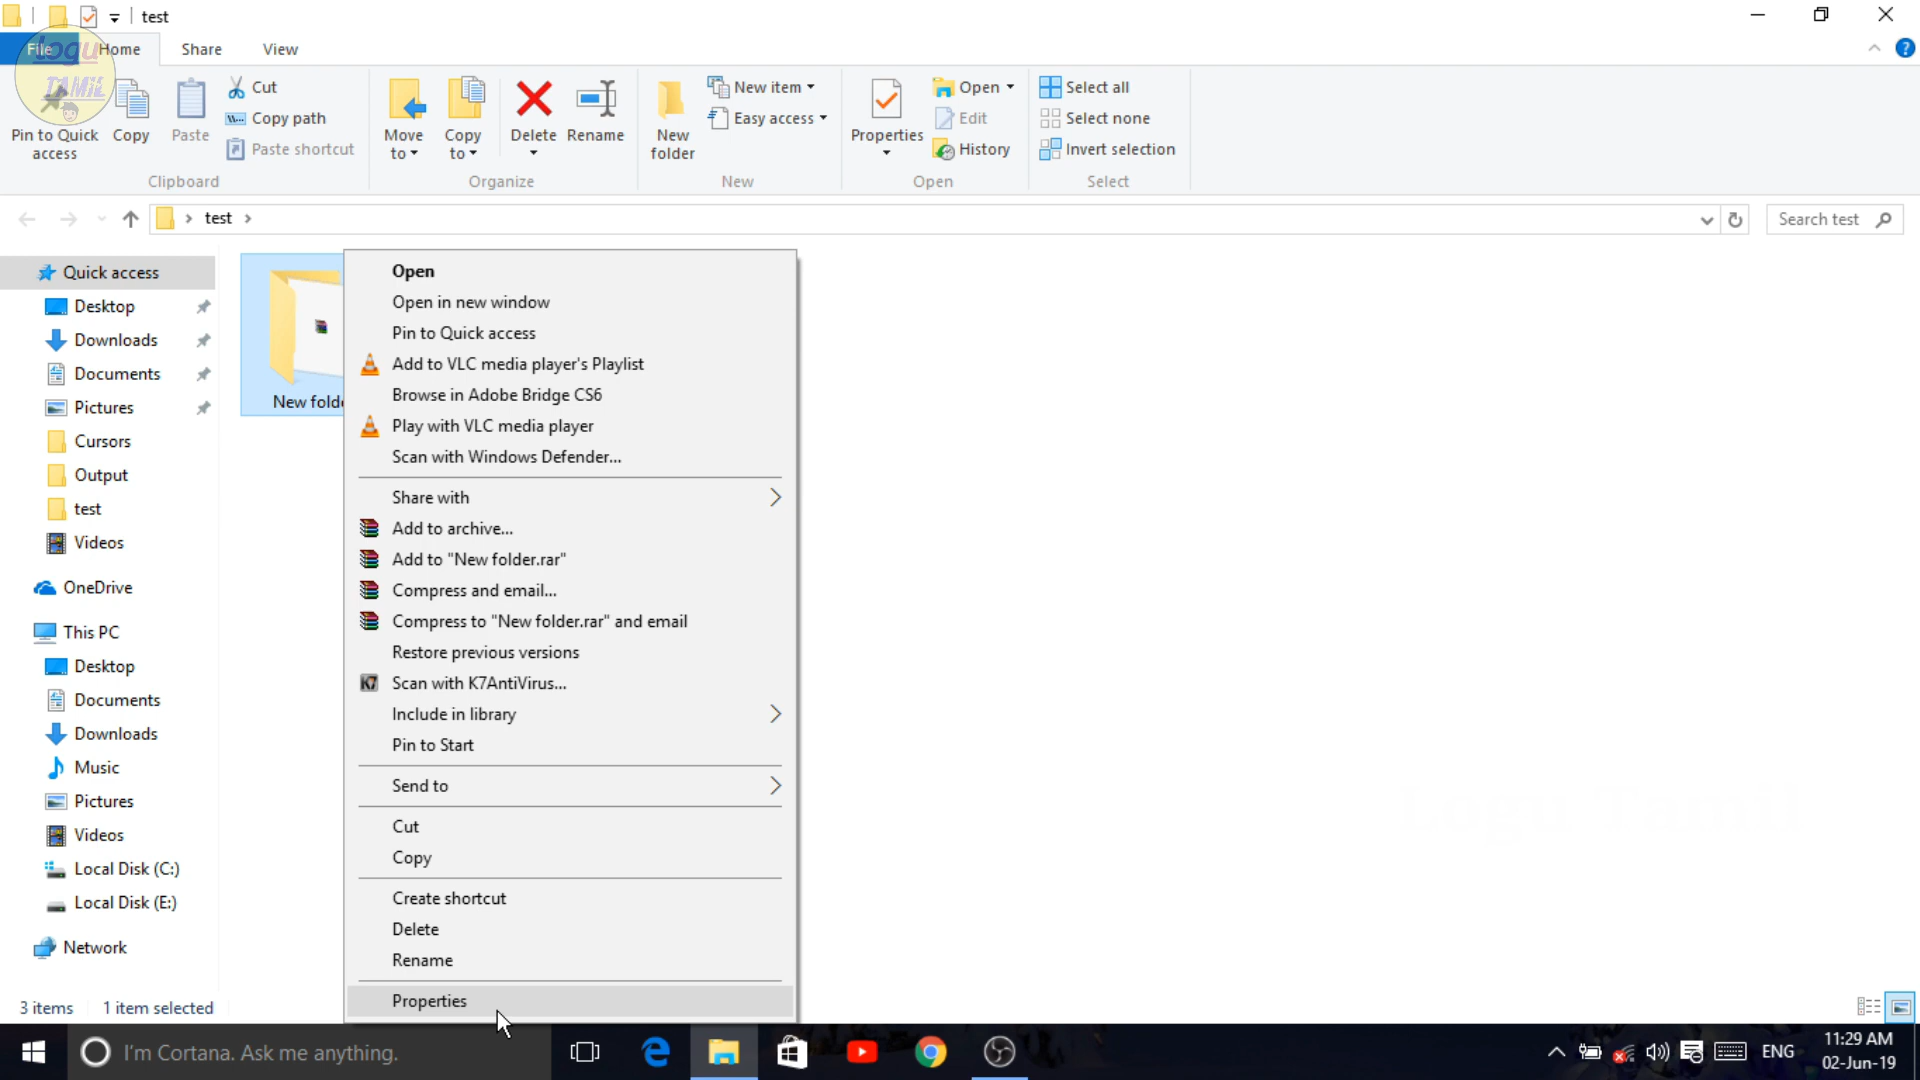 test
File Home Share View
logu
TAMIL
Pin to Quick access
Copy
Paste
Cut
Copy path
Paste shortcut
Clipboard
Move to
Copy to
Delete
Rename
Organize
New folder
New item
Easy access
New
Properties
Open
Edit
History
Open
Select all
Select none
Invert selection
Select
test
Search test
Quick access
Desktop
Downloads
Documents
Pictures
Cursors
Output
test
Videos
OneDrive
This PC
Desktop
Documents
Downloads
Music
Pictures
Videos
Local Disk (C:)
Local Disk (E:)
Network
New folde
Open
Open in new window
Pin to Quick access
Add to VLC media player's Playlist
Browse in Adobe Bridge CS6
Play with VLC media player
Scan with Windows Defender...
Share with
Add to archive...
Add to "New folder.rar"
Compress and email...
Compress to "New folder.rar" and email
Restore previous versions
K7 Scan with K7AntiVirus...
Include in library
Pin to Start
Send to
Cut
Copy
Create shortcut
Delete
Rename
Properties
Logu Tamil
3 items 1 item selected
I'm Cortana. Ask me anything.
ENG
11:29 AM
02-Jun-19